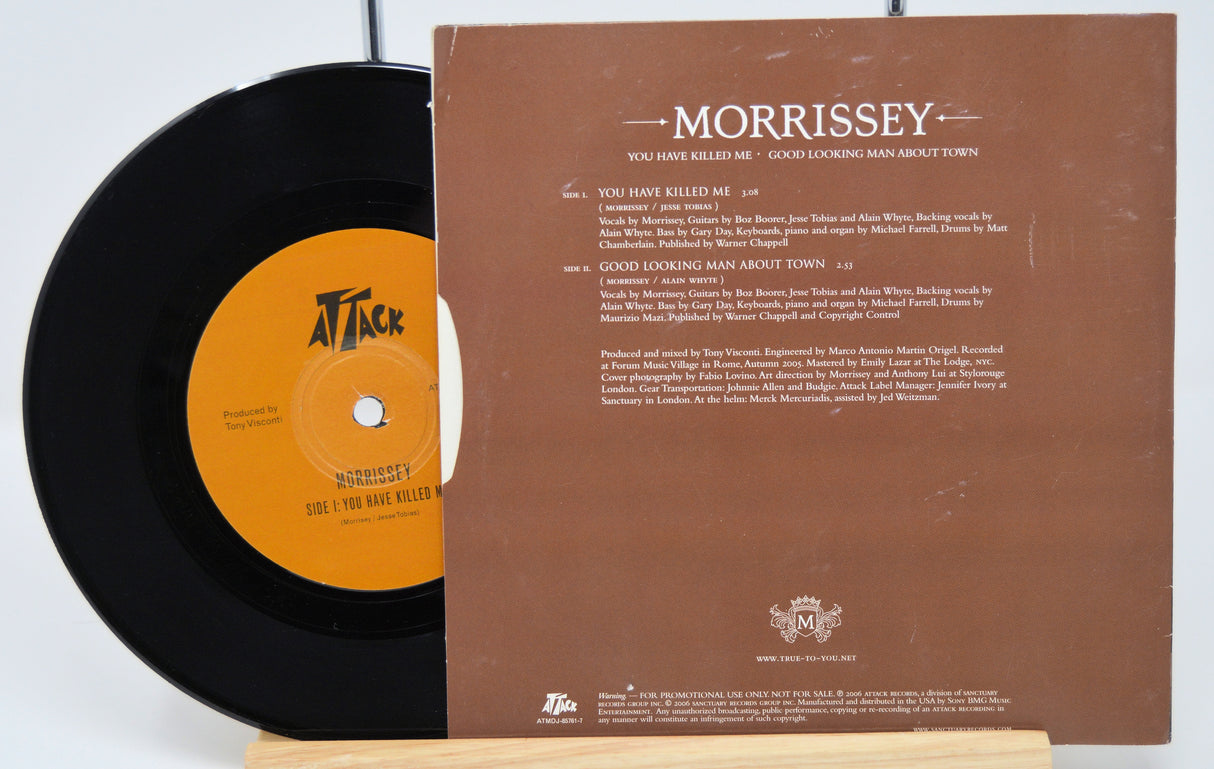 ATTACK
Produced by
Tony Visconti
AT
MORRISSEY
SIDE I: YOU HAVE KILLED M
(Morrisey / Jesse Tobias)
MORRISSEY
YOU HAVE KILLED ME · GOOD LOOKING MAN ABOUT TOWN
SIDE I. YOU HAVE KILLED ME 3.08
( MORRISSEY / JESSE TOBIAS )
Vocals by Morrissey, Guitars by Boz Boorer, Jesse Tobias and Alain Whyte, Backing vocals by
Alain Whyte. Bass by Gary Day, Keyboards, piano and organ by Michael Farrell, Drums by Matt
Chamberlain. Published by Warner Chappell
SIDE II. GOOD LOOKING MAN ABOUT TOWN 2.53
( MORRISSEY / ALAIN WHYTE )
Vocals by Morrissey, Guitars by Boz Boorer, Jesse Tobias and Alain Whyte, Backing vocals by
Alain Whyte. Bass by Gary Day, Keyboards, piano and organ by Michael Farrell, Drums by
Maurizio Mazi. Published by Warner Chappell and Copyright Control
Produced and mixed by Tony Visconti. Engineered by Marco Antonio Martin Origel. Recorded
at Forum Music Village in Rome, Autumn 2005. Mastered by Emily Lazar at The Lodge, NYC.
Cover photography by Fabio Lovino. Art direction by Morrissey and Anthony Lui at Stylorouge
London. Gear Transportation: Johnnie Allen and Budgie. Attack Label Manager: Jennifer Ivory at
Sanctuary in London. At the helm: Merck Mercuriadis, assisted by Jed Weitzman.
M
WWW.TRUE-TO-YOU.NET
ATTACK
ATMDJ-85761-7
Warning. — FOR PROMOTIONAL USE ONLY. NOT FOR SALE. ℗ 2006 ATTACK RECORDS, a division of SANCTUARY
RECORDS GROUP INC. © 2006 SANCTUARY RECORDS GROUP INC. Manufactured and distributed in the USA by SONY BMG MUSIC
ENTERTAINMENT. Any unauthorized broadcasting, public performance, copying or re-recording of an ATTACK RECORDING in
any manner will constitute an infringement of such copyright.
WWW.SANCTUARYRECORDS.COM